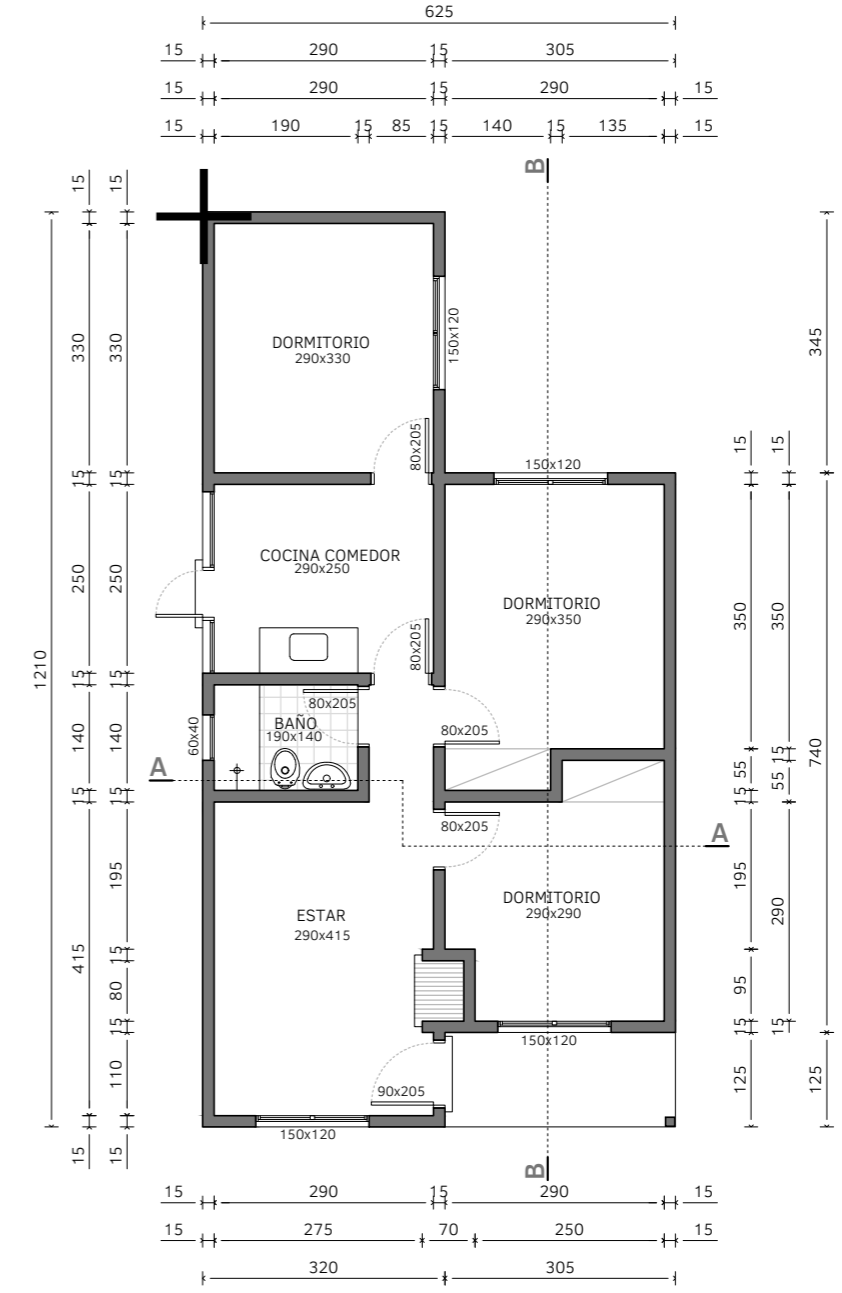 625
15 290 15 305
15 290 15 290 15
15 190 15 85 15 140 15 135 15
B
15 15
330 330
345
DORMITORIO
290x330
150x120
80x205
150x120
15 15
15 15
1210
250 250
COCINA COMEDOR
290x250
80x205
DORMITORIO
290x350
350 350
15 15
140 140
60x40
80x205
BAÑO
190x140
80x205
740
15
55 55
A
15 15
15
80x205
A
415
195
15
80
15
110
ESTAR
290x415
DORMITORIO
290x290
195
290
95
15 15
150x120
90x205
125 125
150x120
15 15
B
15 290 15 290 15
15 275 70 250 15
320 305